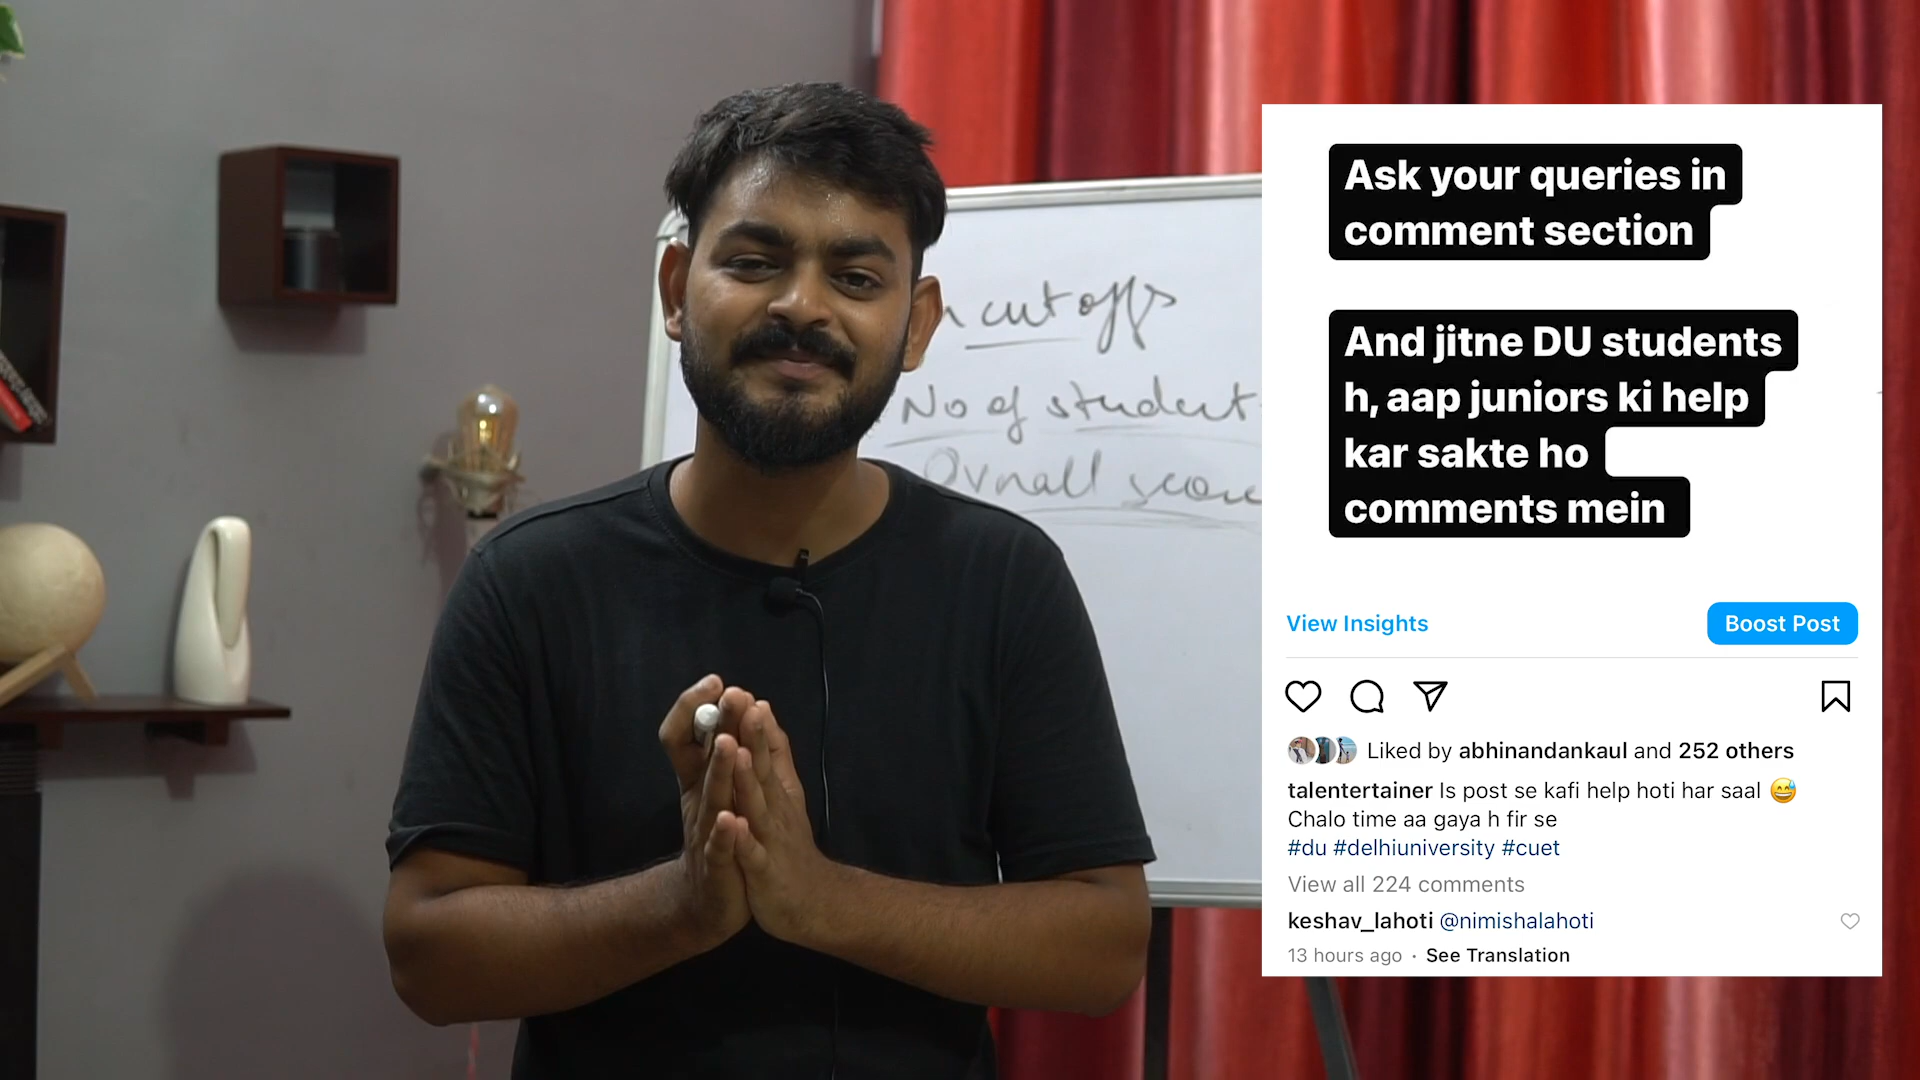 cutoffs
No of student
Overall score
Ask your queries in
comment section
And jitne DU students
h, aap juniors ki help
kar sakte ho
comments mein
View Insights
Boost Post
Liked by abhinandankaul and 252 others
talentertainer Is post se kafi help hoti har saal 😅
Chalo time aa gaya h fir se
#du #delhiuniversity #cuet
View all 224 comments
keshav_lahoti @nimishalahoti
13 hours ago · See Translation